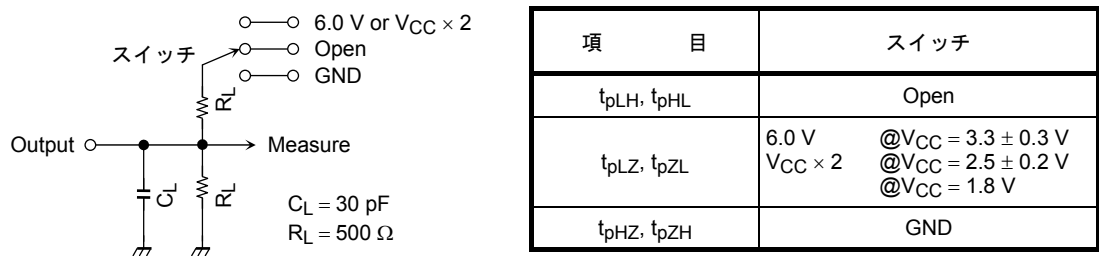 6.0 V or VCC × 2
スイッチ
Open
GND
RL
Output
Measure
CL
RL
CL = 30 pF
RL = 500 Ω
項 目 スイッチ
tpLH, tpHL Open
tpLZ, tpZL
6.0 V @VCC = 3.3 ± 0.3 V
VCC × 2 @VCC = 2.5 ± 0.2 V
@VCC = 1.8 V
tpHZ, tpZH GND